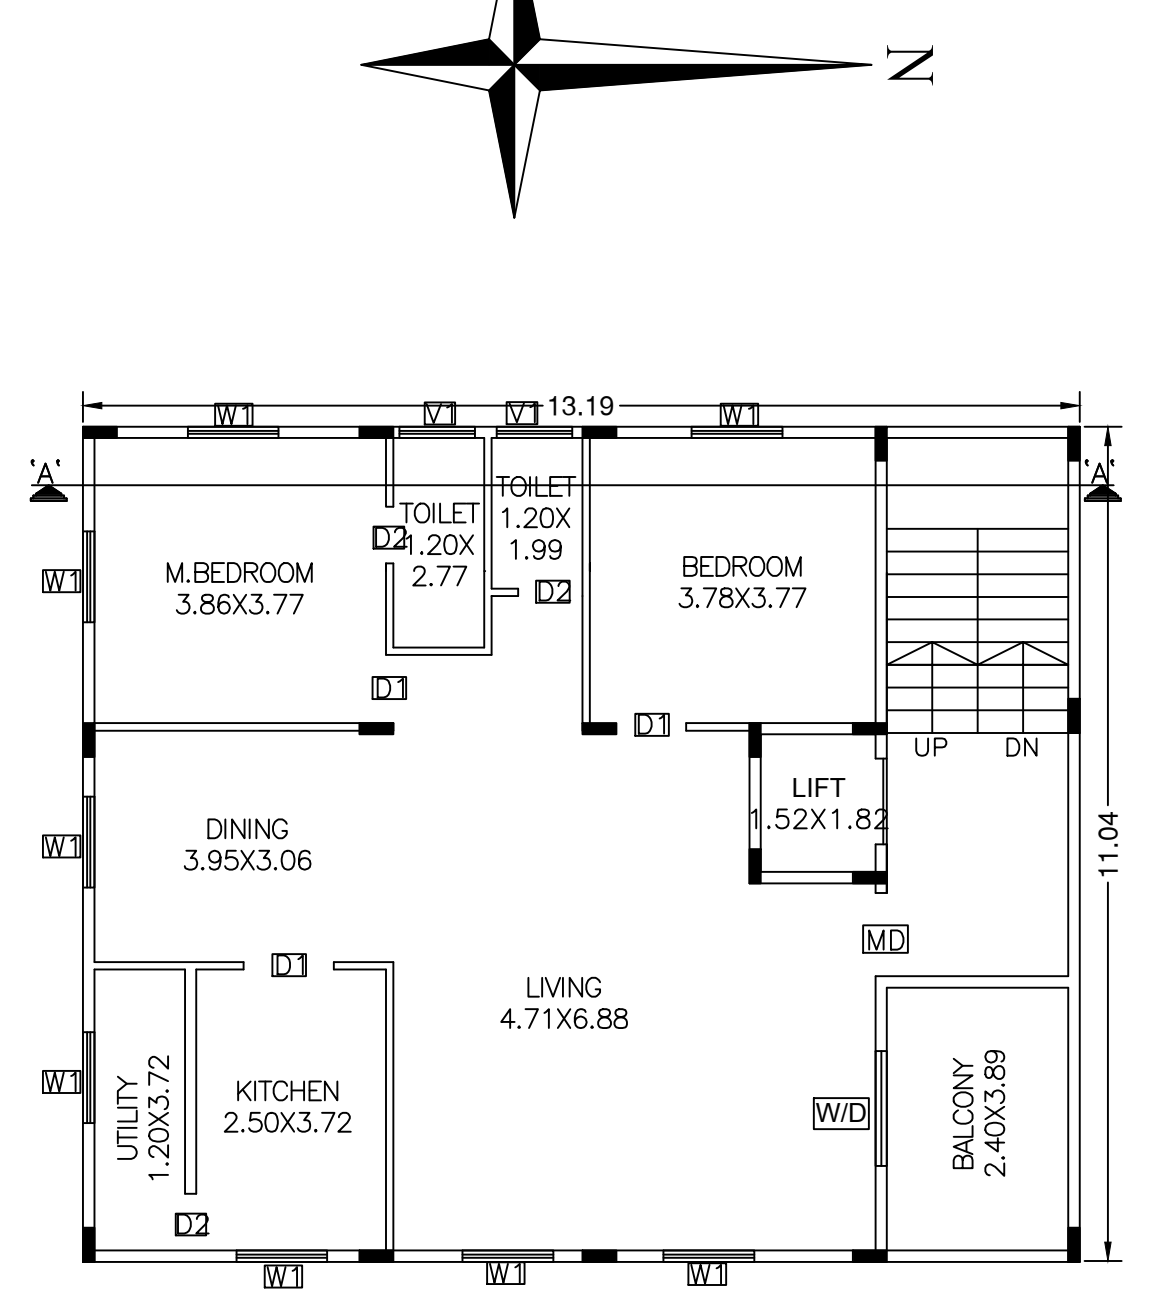 N
13.19
W1
V1
V1
W1
'A'
'A'
TOILET
1.20X
1.99
TOILET
1.20X
2.77
D2
D2
W1
M.BEDROOM
3.86X3.77
BEDROOM
3.78X3.77
D1
D1
UP
DN
LIFT
1.52X1.82
W1
DINING
3.95X3.06
11.04
MD
D1
LIVING
4.71X6.88
W1
UTILITY
1.20X3.72
KITCHEN
2.50X3.72
W/D
BALCONY
2.40X3.89
D2
W1
W1
W1